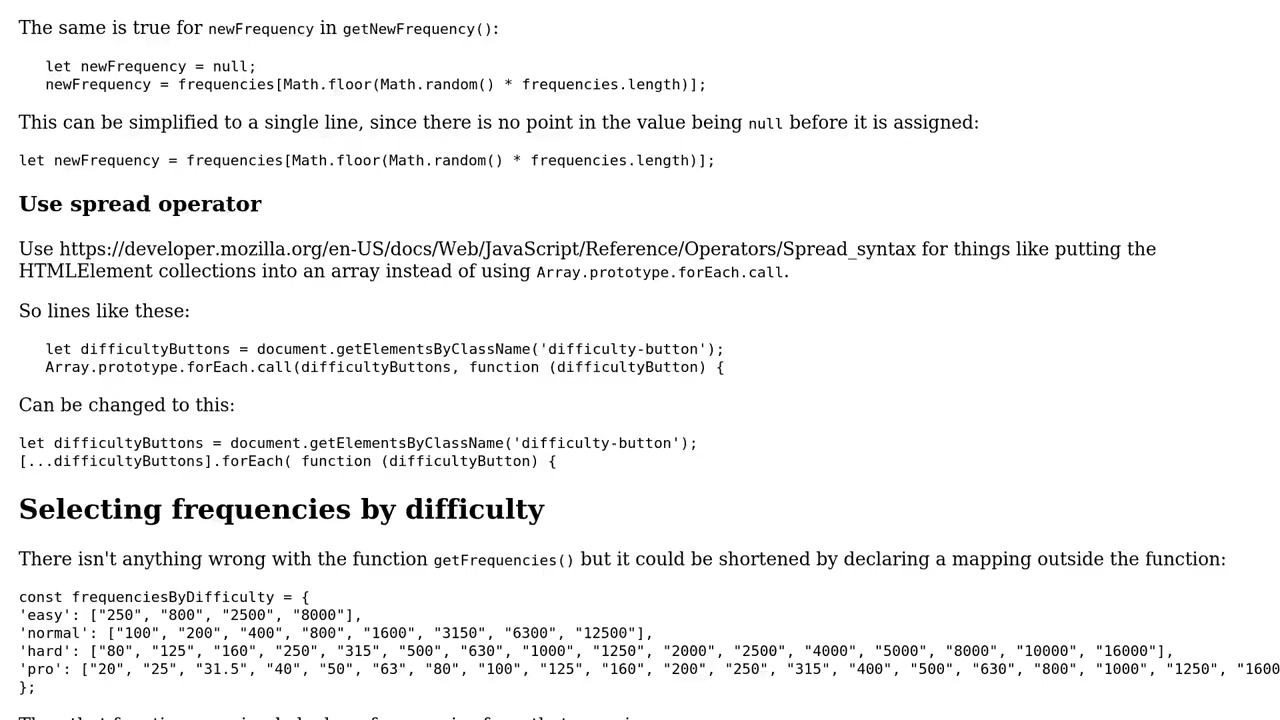 The same is true for newFrequency in getNewFrequency():
let newFrequency = null;
newFrequency = frequencies[Math.floor(Math.random() * frequencies.length)];
This can be simplified to a single line, since there is no point in the value being null before it is assigned:
let newFrequency = frequencies[Math.floor(Math.random() * frequencies.length)];
Use spread operator
Use https://developer.mozilla.org/en-US/docs/Web/JavaScript/Reference/Operators/Spread_syntax for things like putting the
HTMLElement collections into an array instead of using Array.prototype.forEach.call.
So lines like these:
let difficultyButtons = document.getElementsByClassName('difficulty-button');
Array.prototype.forEach.call(difficultyButtons, function (difficultyButton) {
Can be changed to this:
let difficultyButtons = document.getElementsByClassName('difficulty-button');
[...difficultyButtons].forEach( function (difficultyButton) {
Selecting frequencies by difficulty
There isn't anything wrong with the function getFrequencies() but it could be shortened by declaring a mapping outside the function:
const frequenciesByDifficulty = {
'easy': ["250", "800", "2500", "8000"],
'normal': ["100", "200", "400", "800", "1600", "3150", "6300", "12500"],
'hard': ["80", "125", "160", "250", "315", "500", "630", "1000", "1250", "2000", "2500", "4000", "5000", "8000", "10000", "16000"],
'pro': ["20", "25", "31.5", "40", "50", "63", "80", "100", "125", "160", "200", "250", "315", "400", "500", "630", "800", "1000", "1250", "1600
};